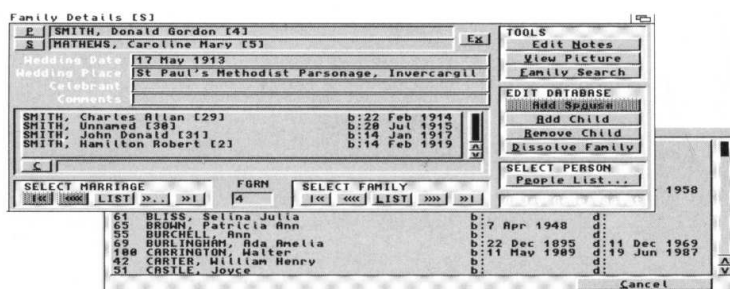 Family Details [S]
P SMITH, Donald Gordon [4] Ex
S MATHEWS, Caroline Mary [5]
Wedding Date 17 May 1913
Wedding Place St Paul's Methodist Parsonage, Invercargil
Celebrant
Comments
SMITH, Charles Allan [29] b:22 Feb 1914
SMITH, Unnamed [30] b:20 Jul 1915
SMITH, John Donald [31] b:14 Jan 1917
SMITH, Hamilton Robert [2] b:14 Feb 1919
C
SELECT MARRIAGE
|<< <<<< LIST >>.. >>|
FGRN
4
SELECT FAMILY
|<< <<<< LIST >>>> >>|
TOOLS
Edit Notes
View Picture
Family Search
EDIT DATABASE
Add Spouse
Add Child
Remove Child
Dissolve Family
SELECT PERSON
People List...
1958
61 BLISS, Selina Julia b: d:
65 BROWN, Patricia Ann b:7 Apr 1948 d:
55 BURCHELL, Ann b: d:
69 BURLINGHAM, Ada Amelia b:22 Dec 1895 d:11 Dec 1969
100 CARRINGTON, Walter b:11 May 1909 d:19 Jun 1987
42 CARTER, William Henry b: d:
51 CASTLE, Joyce b: d:
Cancel